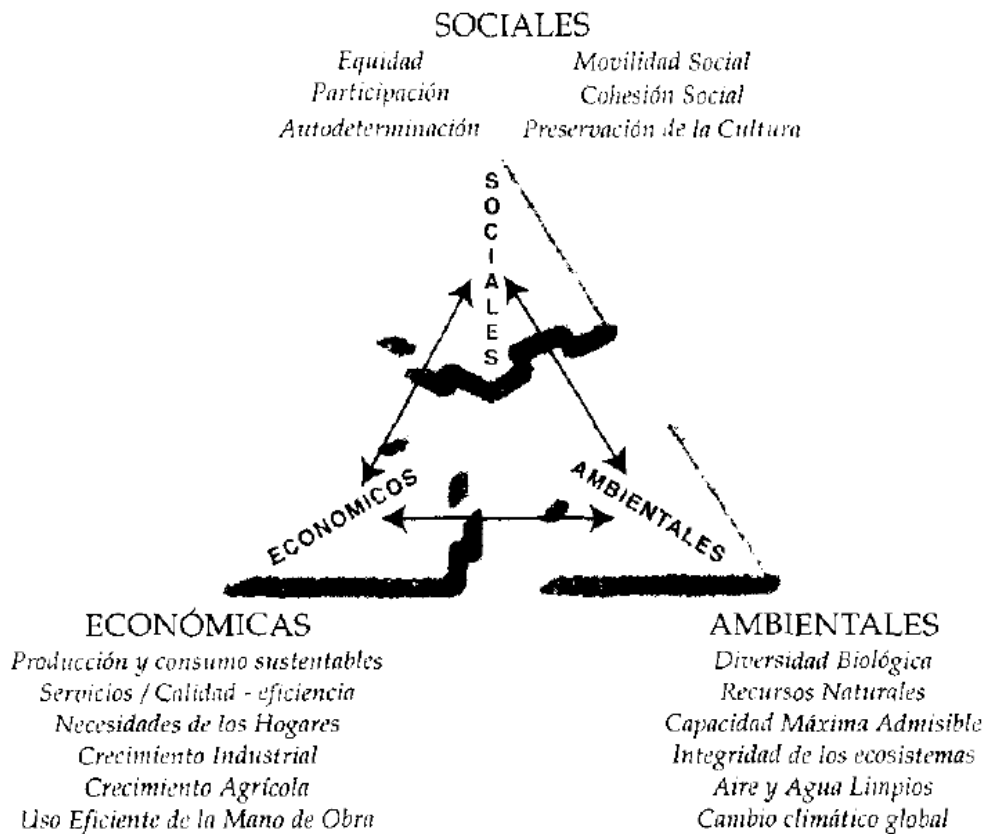 SOCIALES
Equidad Movilidad Social
Participación Cohesión Social
Autodeterminación Preservación de la Cultura
SOCIALES
ECONOMICOS
AMBIENTALES
ECONÓMICAS
Producción y consumo sustentables
Servicios / Calidad - eficiencia
Necesidades de los Hogares
Crecimiento Industrial
Crecimiento Agrícola
Uso Eficiente de la Mano de Obra
AMBIENTALES
Diversidad Biológica
Recursos Naturales
Capacidad Máxima Admisible
Integridad de los ecosistemas
Aire y Agua Limpios
Cambio climático global